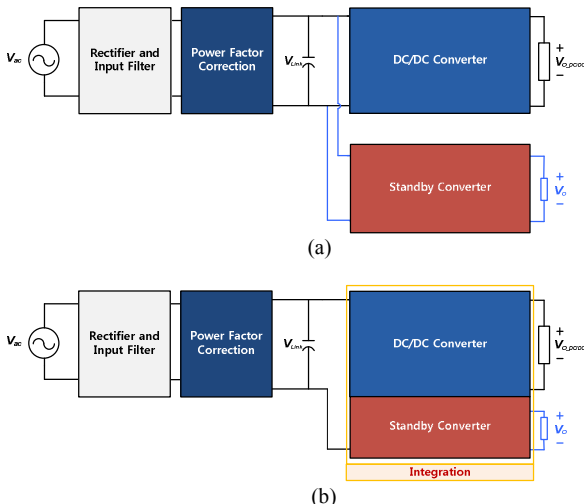 Vac
Rectifier and
Input Filter
Power Factor
Correction
VLink
DC/DC Converter
+
VO_DCDC
−
Standby Converter
+
VO
−
(a)
Vac
Rectifier and
Input Filter
Power Factor
Correction
VLink
DC/DC Converter
+
VO_DCDC
−
Standby Converter
+
VO
−
Integration
(b)